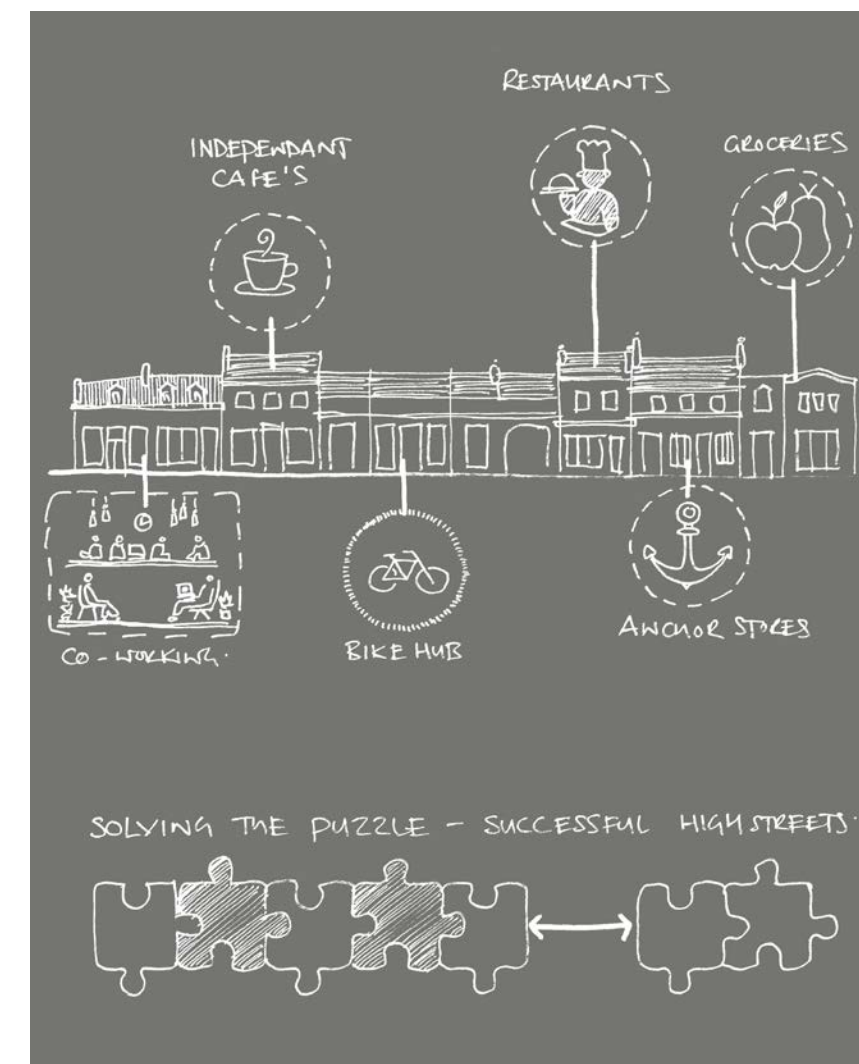 RESTAURANTS
INDEPENDANT
CAFE'S
GROCERIES
CO-WORKING.
BIKE HUB
ANCHOR STORES
SOLVING THE PUZZLE - SUCCESSFUL HIGH STREETS.